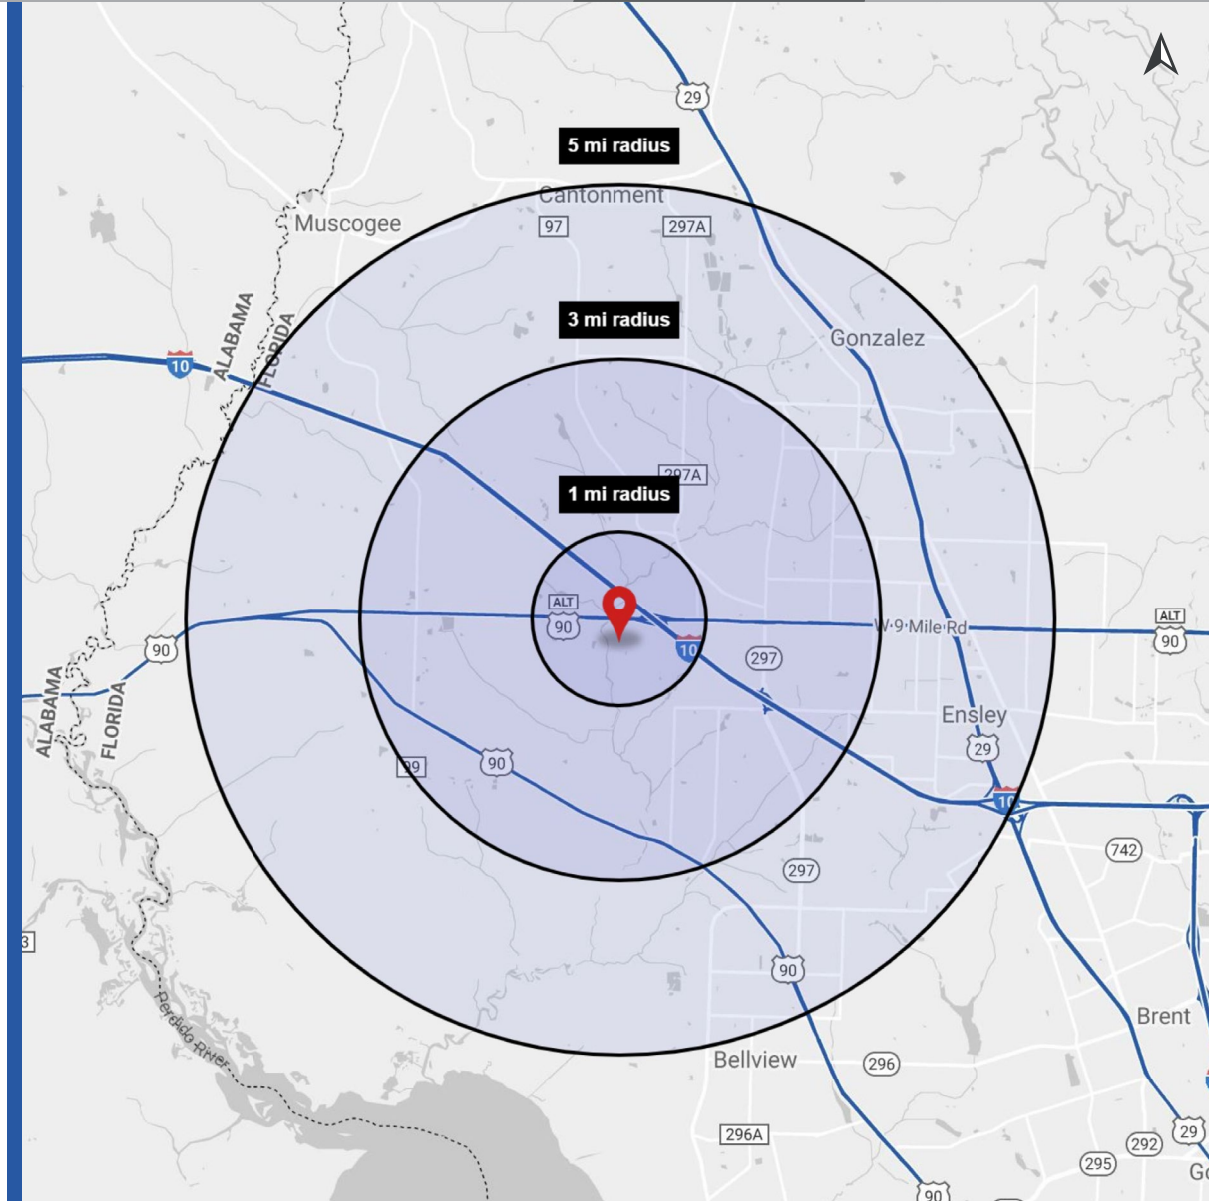 29
5 mi radius
Cantonment
97
297A
Muscogee
ALABAMA
FLORIDA
3 mi radius
Gonzalez
10
297A
1 mi radius
ALT
90
W 9 Mile Rd
ALT
90
90
10
297
ALABAMA
FLORIDA
Ensley
29
90
99
10
742
297
3
90
Perdido River
Brent
Bellview
296
296A
29
292
295
90